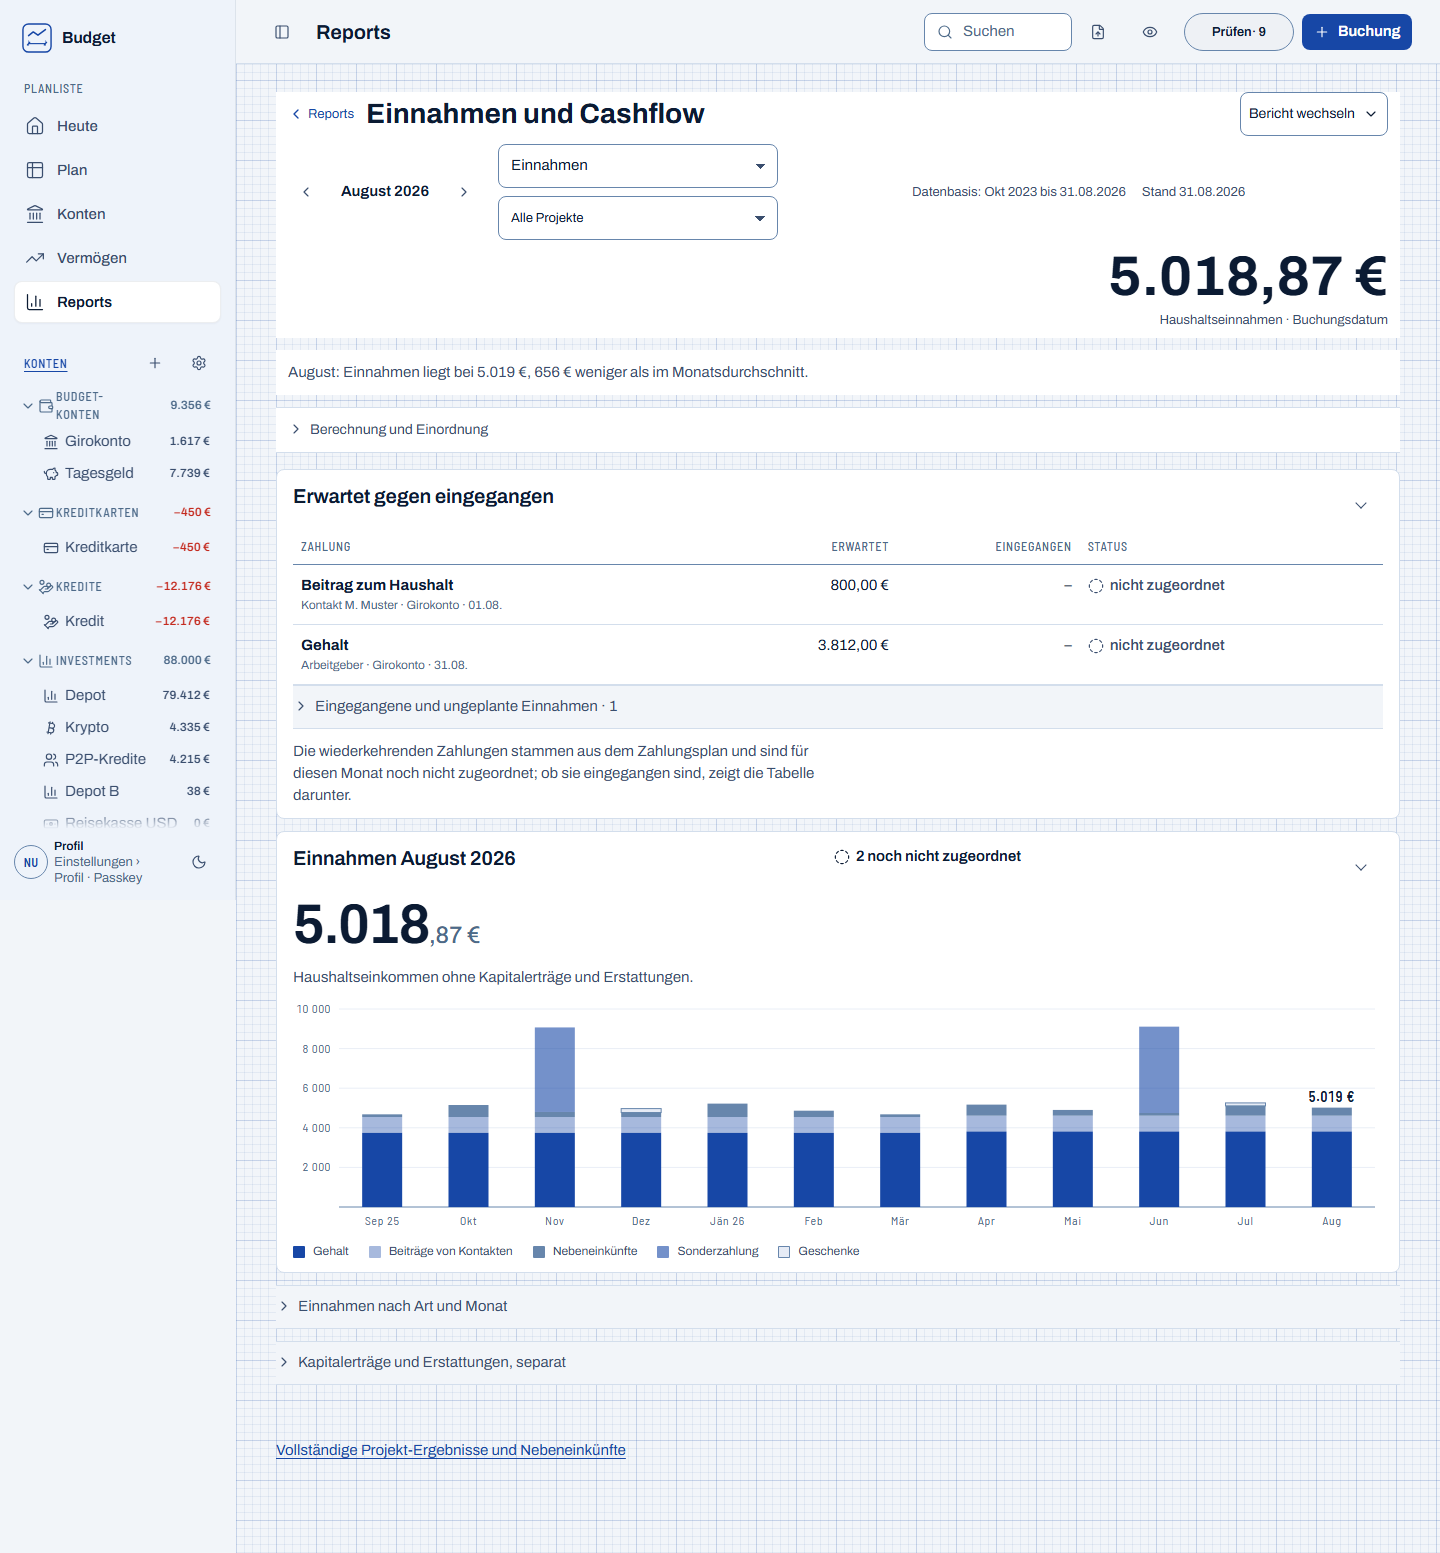 Budget
PLANLISTE
Heute
Plan
Konten
Vermögen
Reports
KONTEN
BUDGET-
KONTEN
9.356 €
Girokonto 1.617 €
Tagesgeld 7.739 €
KREDITKARTEN −450 €
Kreditkarte −450 €
KREDITE −12.176 €
Kredit −12.176 €
INVESTMENTS 88.000 €
Depot 79.412 €
Krypto 4.335 €
P2P-Kredite 4.215 €
Depot B 38 €
Reisekasse USD 0 €
NU
Profil
Einstellungen ›
Profil · Passkey
Reports
Suchen
Prüfen · 9
Buchung
Reports
Einnahmen und Cashflow
Bericht wechseln
August 2026
Einnahmen
Alle Projekte
Datenbasis: Okt 2023 bis 31.08.2026 Stand 31.08.2026
5.018,87 €
Haushaltseinnahmen · Buchungsdatum
August: Einnahmen liegt bei 5.019 €, 656 € weniger als im Monatsdurchschnitt.
Berechnung und Einordnung
Erwartet gegen eingegangen
ZAHLUNG ERWARTET EINGEGANGEN STATUS
Beitrag zum Haushalt 800,00 € – nicht zugeordnet
Kontakt M. Muster · Girokonto · 01.08.
Gehalt 3.812,00 € – nicht zugeordnet
Arbeitgeber · Girokonto · 31.08.
Eingegangene und ungeplante Einnahmen · 1
Die wiederkehrenden Zahlungen stammen aus dem Zahlungsplan und sind für
diesen Monat noch nicht zugeordnet; ob sie eingegangen sind, zeigt die Tabelle
darunter.
Einnahmen August 2026
2 noch nicht zugeordnet
5.018,87 €
Haushaltseinkommen ohne Kapitalerträge und Erstattungen.
10 000
8 000
6 000
4 000
2 000
5.019 €
Sep 25 Okt Nov Dez Jän 26 Feb Mär Apr Mai Jun Jul Aug
Gehalt Beiträge von Kontakten Nebeneinkünfte Sonderzahlung Geschenke
Einnahmen nach Art und Monat
Kapitalerträge und Erstattungen, separat
Vollständige Projekt-Ergebnisse und Nebeneinkünfte